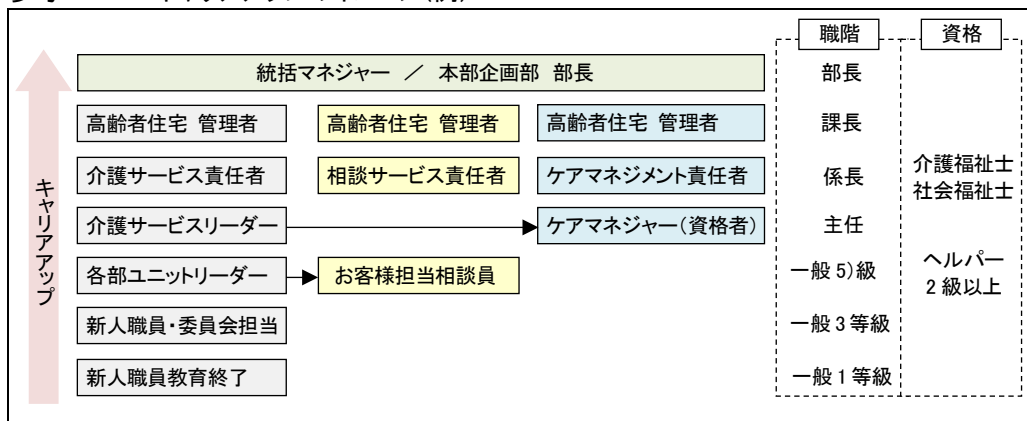 職階 資格
統括マネジャー ／ 本部企画部 部長 部長
高齢者住宅 管理者 高齢者住宅 管理者 高齢者住宅 管理者 課長
介護サービス責任者 相談サービス責任者 ケアマネジメント責任者 係長
介護福祉士
社会福祉士
介護サービスリーダー ケアマネジャー（資格者） 主任
各部ユニットリーダー お客様担当相談員 一般 5）級
ヘルパー
2 級以上
新人職員・委員会担当 一般 3 等級
新人職員教育終了 一般 1 等級
キャリアアップ